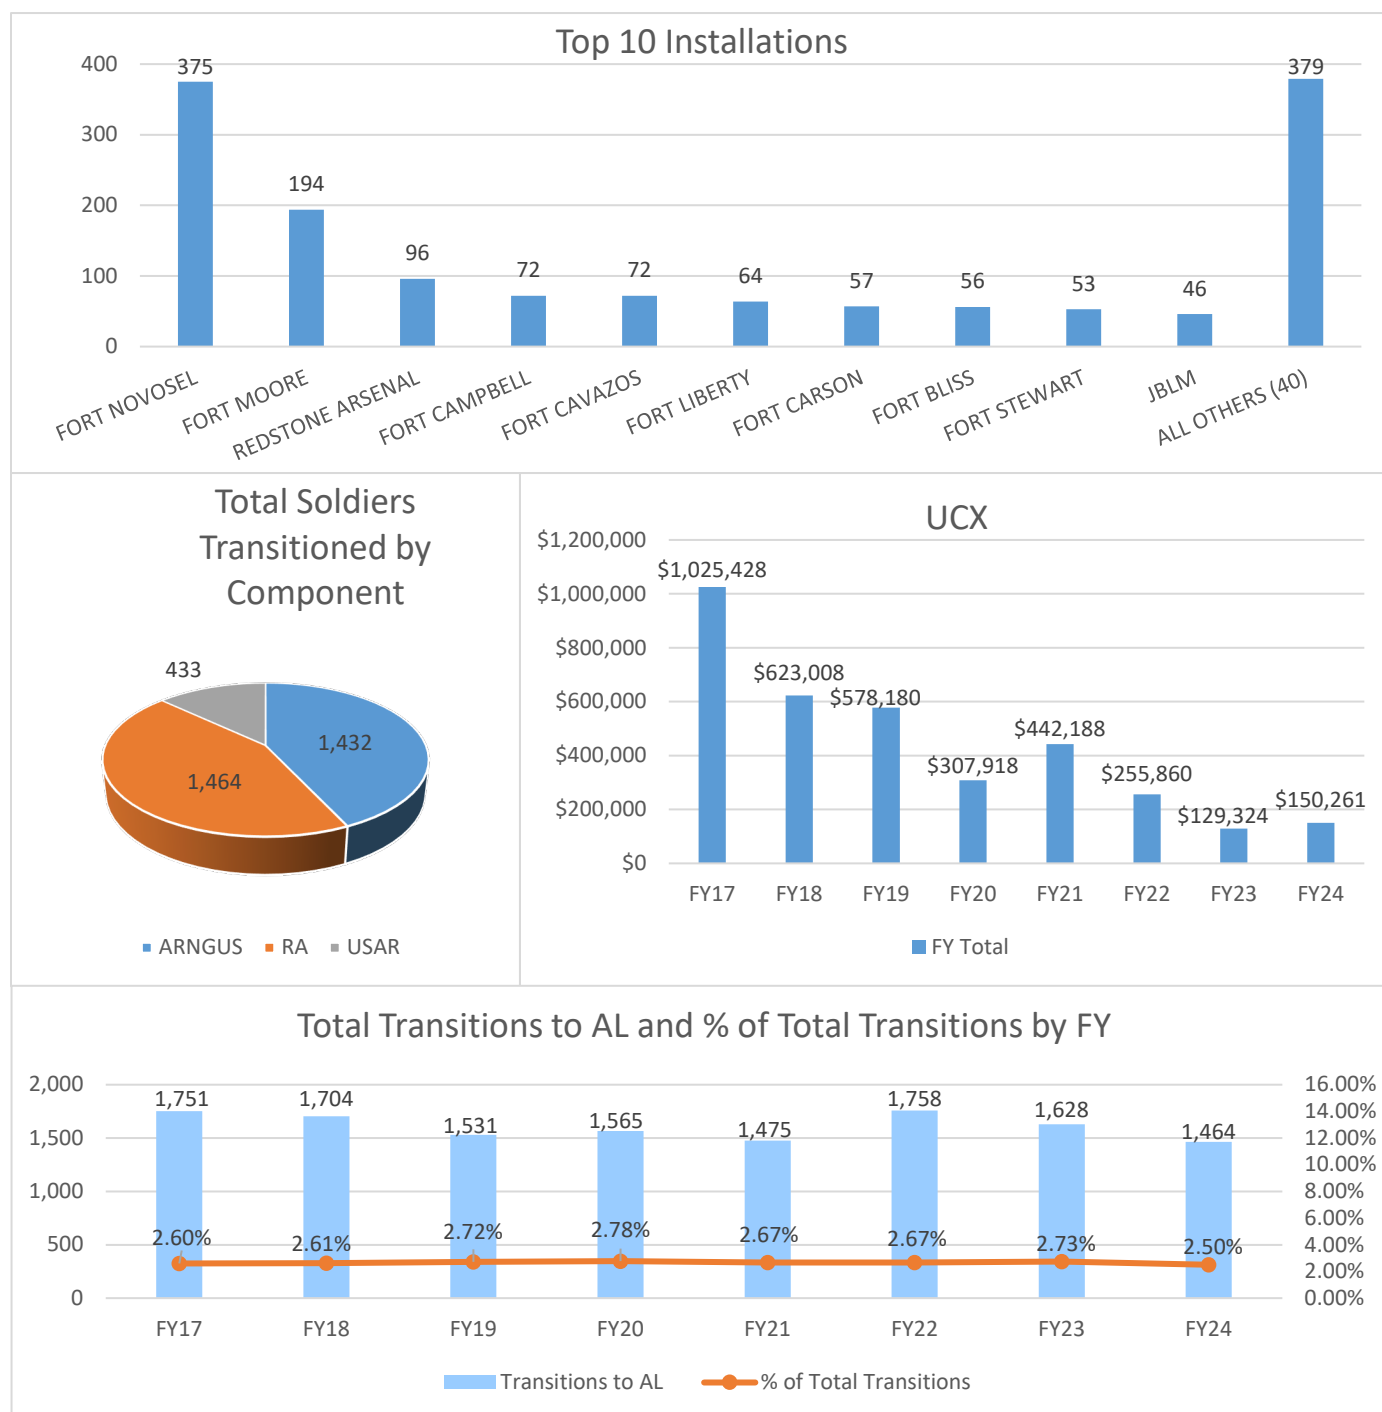 Top 10 Installations
400
300
200
100
0
375
194
96
72
72
64
57
56
53
46
379
FORT NOVOSEL
FORT MOORE
REDSTONE ARSENAL
FORT CAMPBELL
FORT CAVAZOS
FORT LIBERTY
FORT CARSON
FORT BLISS
FORT STEWART
JBLM
ALL OTHERS (40)
Total Soldiers
Transitioned by
Component
433
1,432
1,464
ARNGUS RA USAR
UCX
$1,200,000
$1,000,000
$800,000
$600,000
$400,000
$200,000
$0
$1,025,428
$623,008
$578,180
$307,918
$442,188
$255,860
$129,324
$150,261
FY17 FY18 FY19 FY20 FY21 FY22 FY23 FY24
FY Total
Total Transitions to AL and % of Total Transitions by FY
2,000
1,500
1,000
500
0
1,751
1,704
1,531
1,565
1,475
1,758
1,628
1,464
2.60%
2.61%
2.72%
2.78%
2.67%
2.67%
2.73%
2.50%
16.00%
14.00%
12.00%
10.00%
8.00%
6.00%
4.00%
2.00%
0.00%
FY17 FY18 FY19 FY20 FY21 FY22 FY23 FY24
Transitions to AL % of Total Transitions